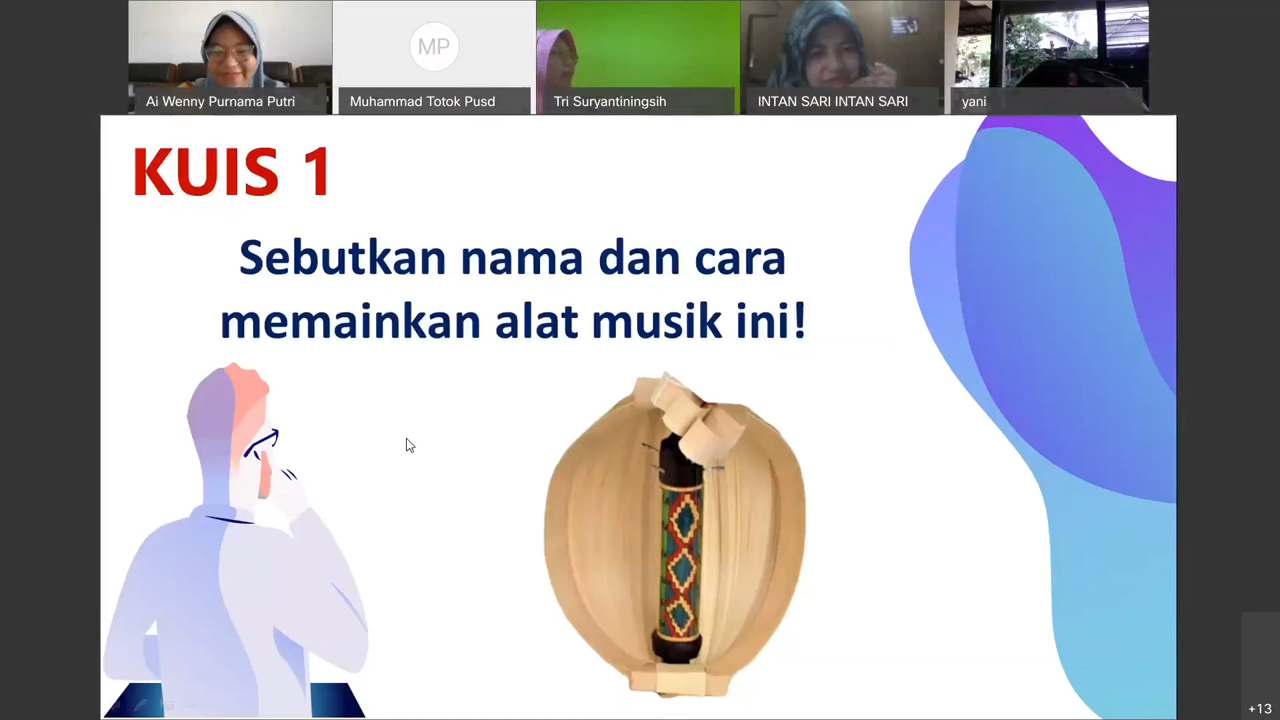 Ai Wenny Purnama Putri
MP
Muhammad Totok Pusd
Tri Suryantiningsih
INTAN SARI INTAN SARI
yani
KUIS 1
Sebutkan nama dan cara
memainkan alat musik ini!
+13